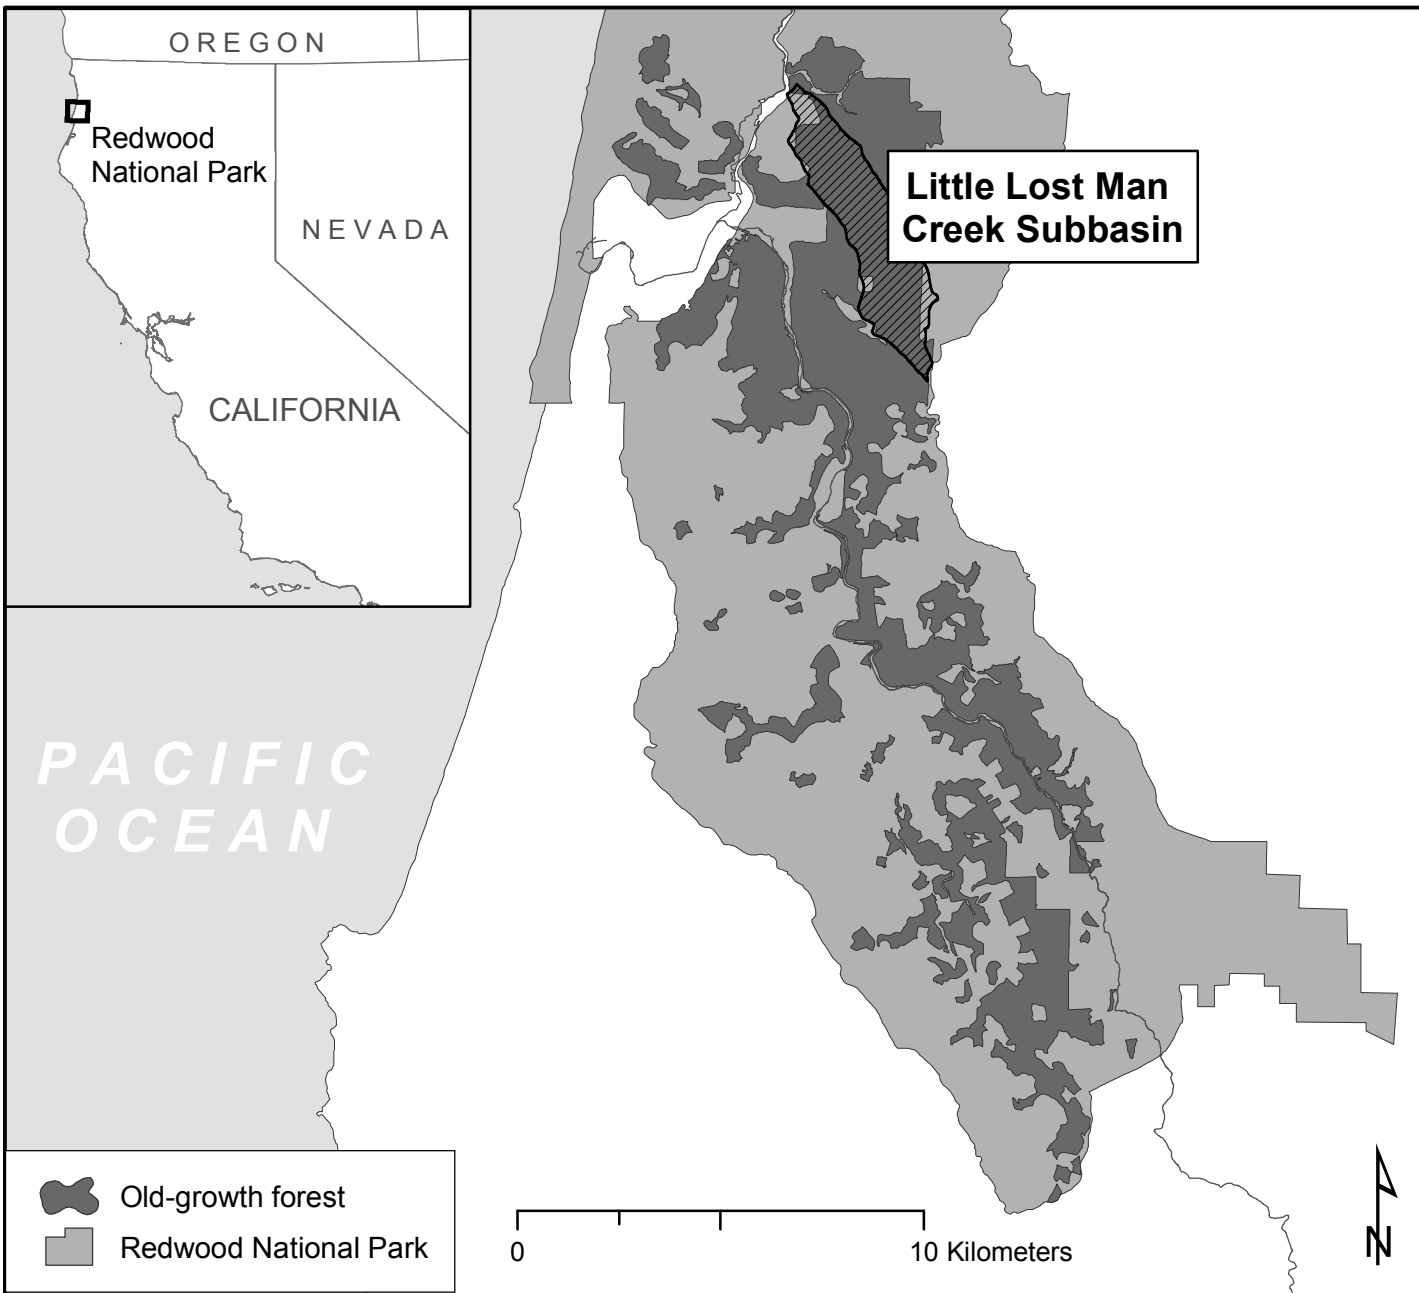 OREGON
Redwood
National Park
NEVADA
CALIFORNIA
Little Lost Man
Creek Subbasin
PACIFIC
OCEAN
Old-growth forest
Redwood National Park
0
10 Kilometers
N